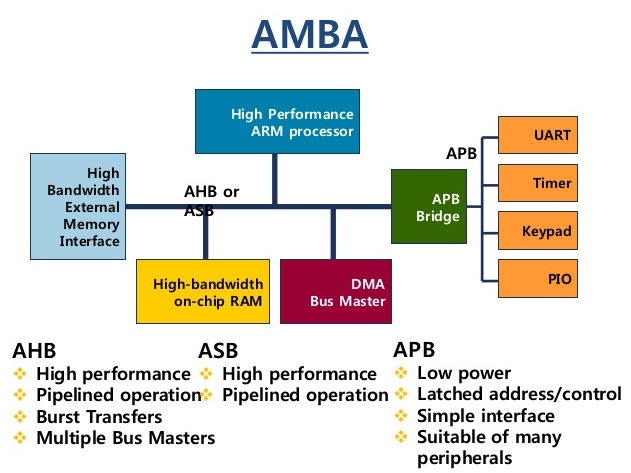 AMBA
High Performance
ARM processor
UART
APB
High
Bandwidth
External
Memory
Interface
AHB or
ASB
APB
Bridge
Timer
Keypad
High-bandwidth
on-chip RAM
DMA
Bus Master
PIO
AHB
High performance
Pipelined operation
Burst Transfers
Multiple Bus Masters
ASB
High performance
Pipelined operation
APB
Low power
Latched address/control
Simple interface
Suitable of many
peripherals